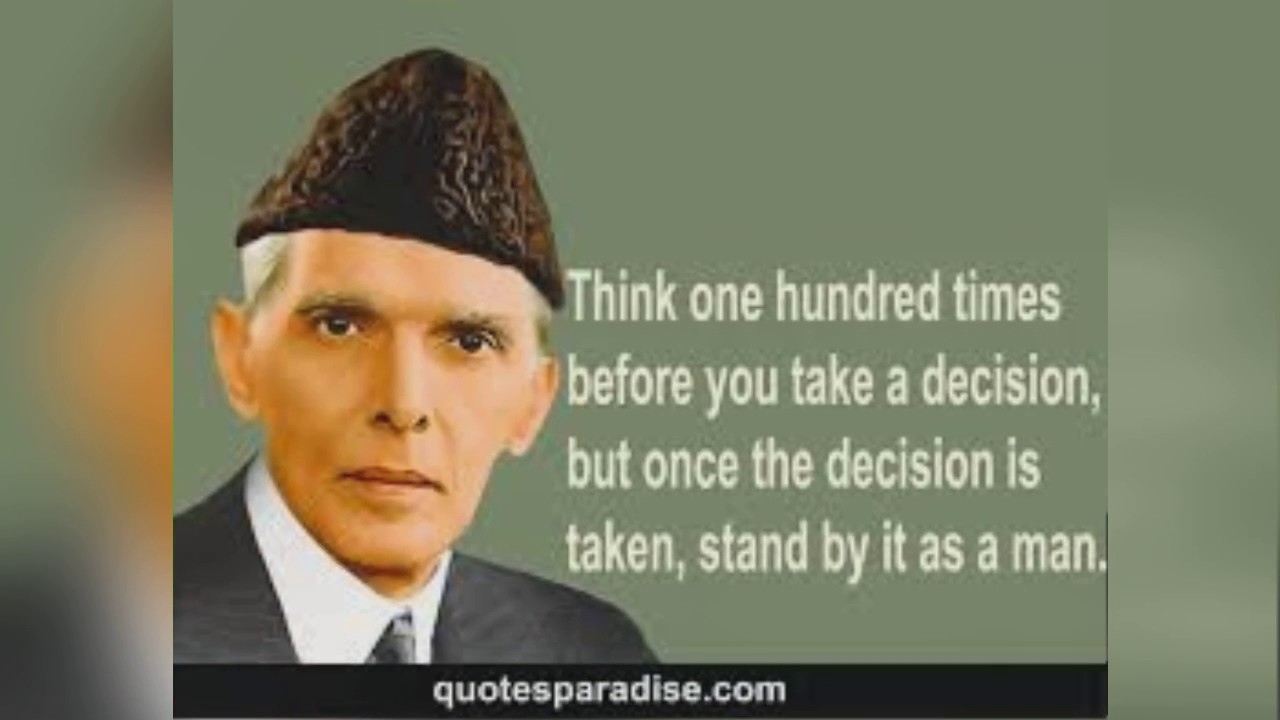 Think one hundred times
before you take a decision,
but once the decision is
taken, stand by it as a man.
quotesparadise.com